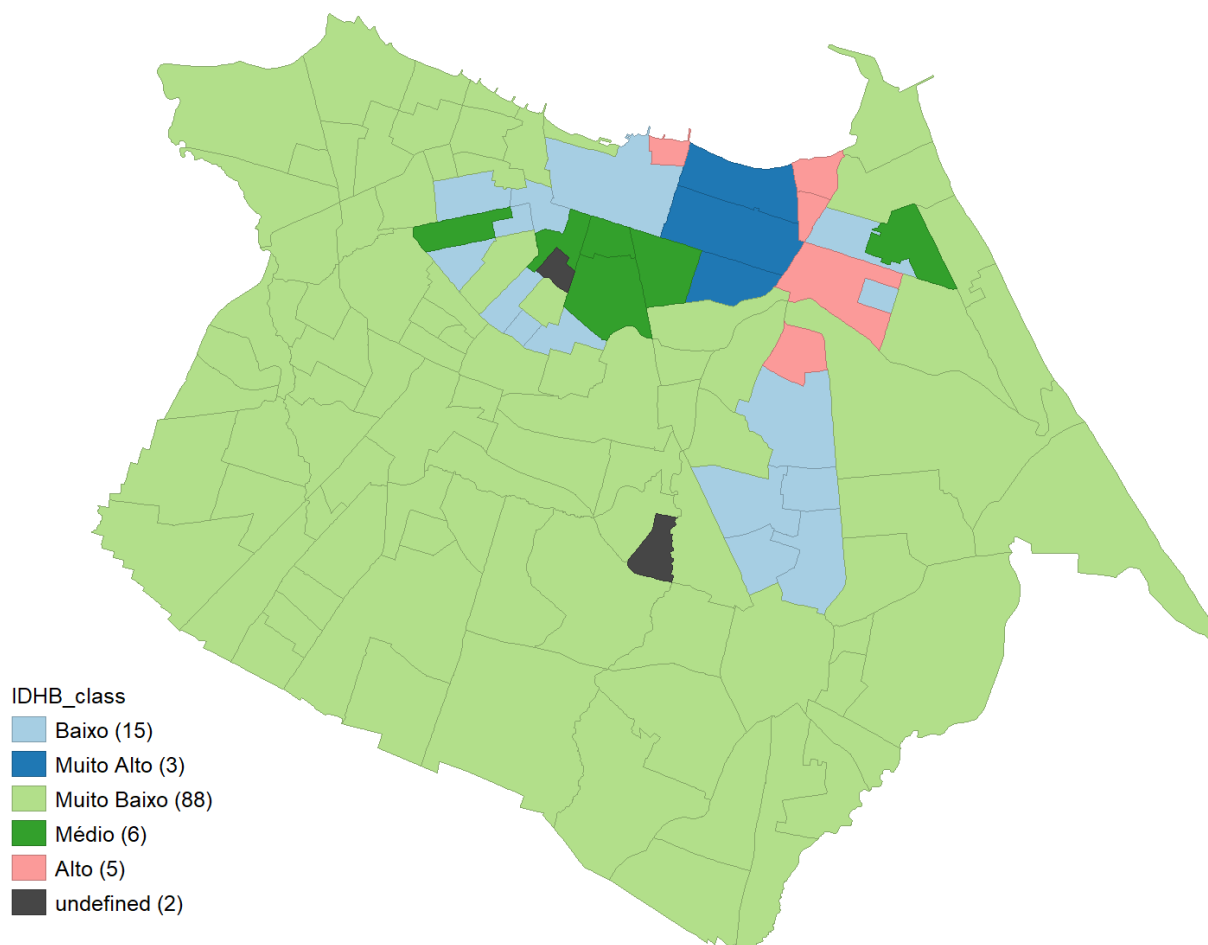 IDHB_class
Baixo (15)
Muito Alto (3)
Muito Baixo (88)
Médio (6)
Alto (5)
undefined (2)